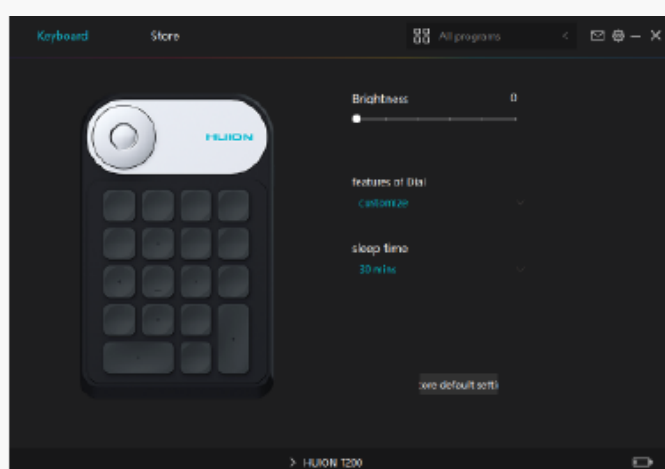 Keyboard Store All programs
Brightness 0
HUION
features of Dial
customize
sleep time
30 mins
ore default setti
HUION T200